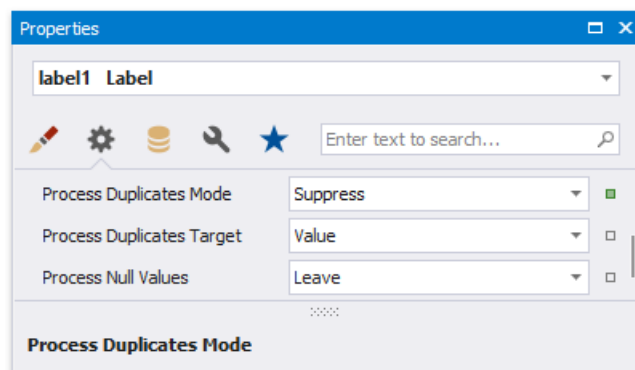 Properties
label1 Label
Enter text to search...
Process Duplicates Mode Suppress
Process Duplicates Target Value
Process Null Values Leave
Process Duplicates Mode